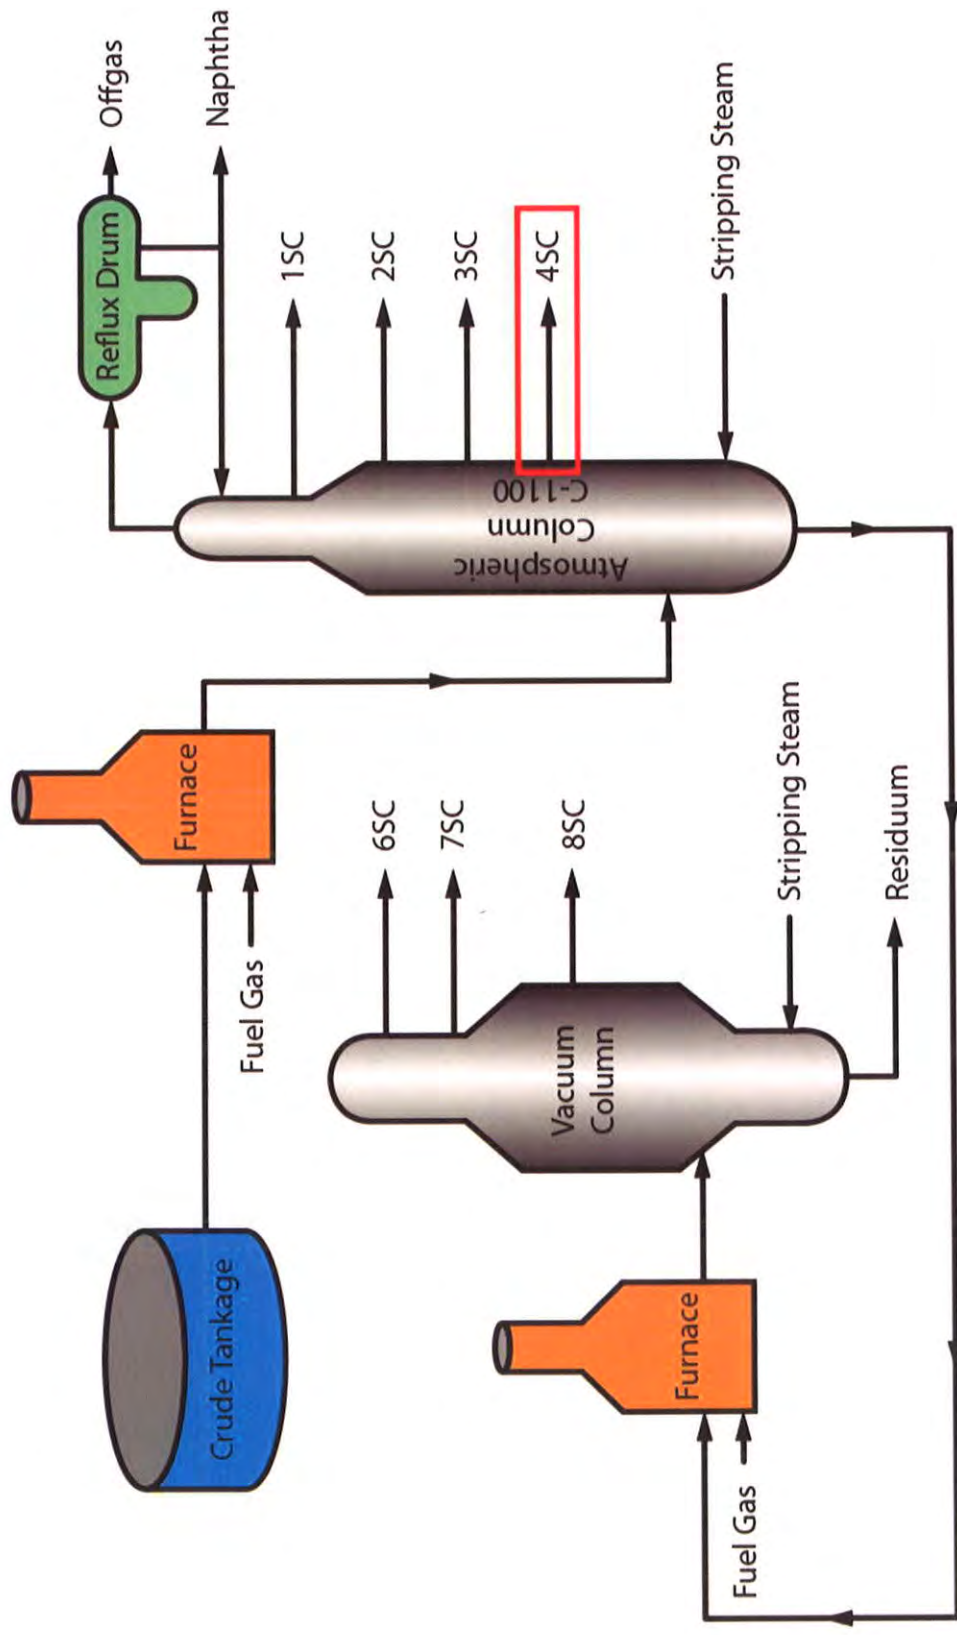 Offgas
Reflux Drum
Naphtha
1SC
2SC
3SC
4SC
Stripping Steam
Atmospheric
Column
C-1100
Furnace
Fuel Gas
Crude Tankage
6SC
7SC
8SC
Vacuum
Column
Stripping Steam
Residuum
Furnace
Fuel Gas